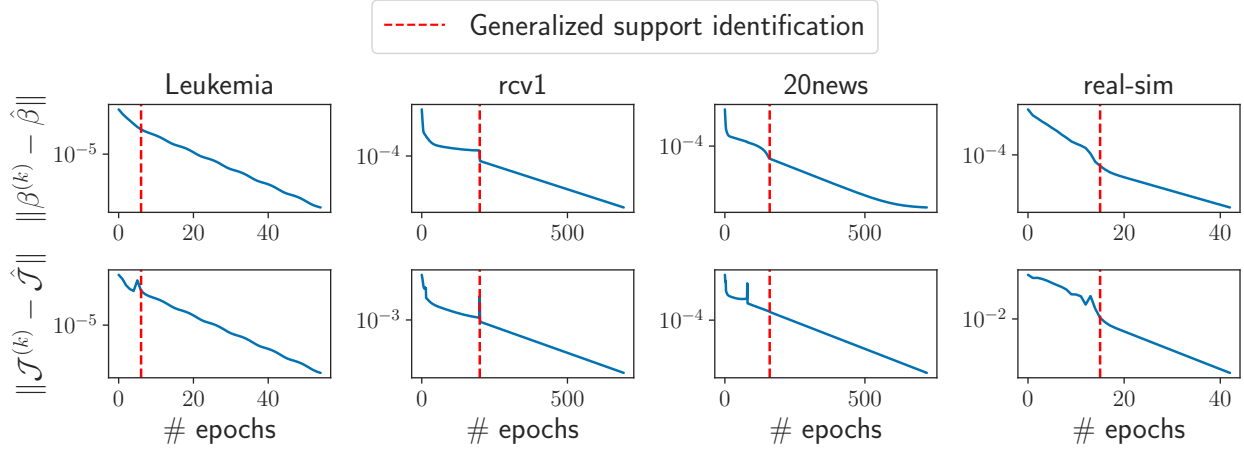 Generalized support identification
Leukemia
rcv1
20news
real-sim
‖β^(k) − β̂‖
10^−5
10^−4
10^−4
10^−4
0 20 40
0 500
0 500
0 20 40
‖𝒥^(k) − 𝒥̂‖
10^−5
10^−3
10^−4
10^−2
0 20 40
0 500
0 500
0 20 40
# epochs
# epochs
# epochs
# epochs